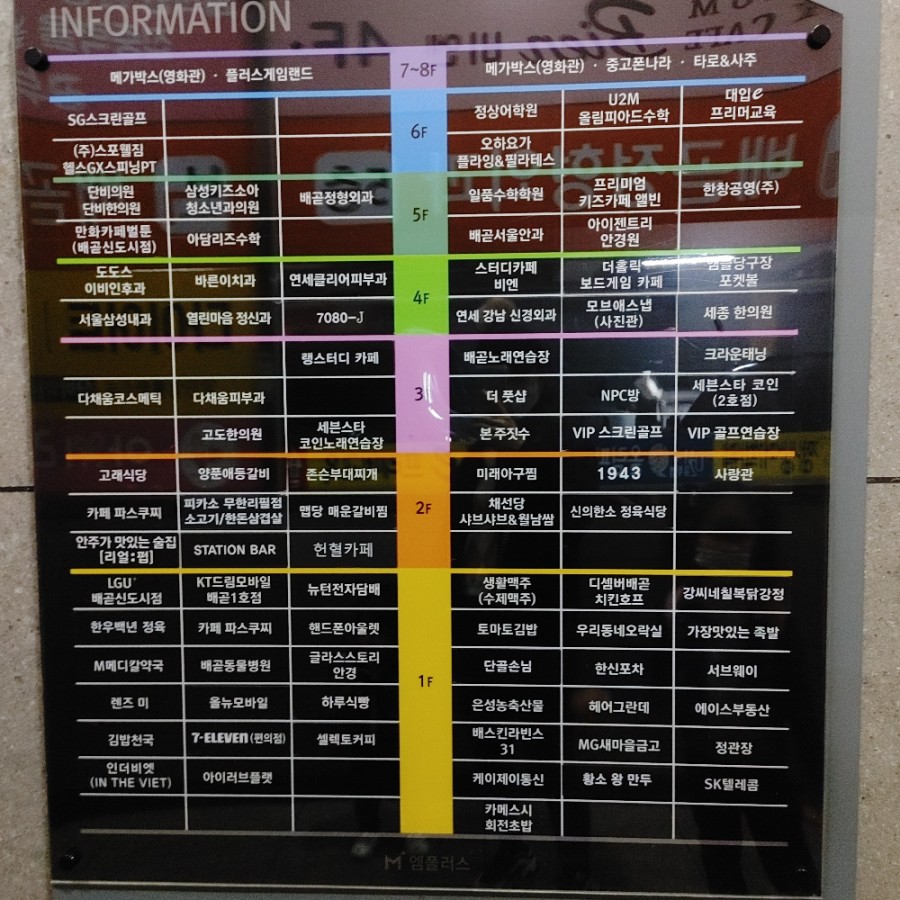 INFORMATION
메가박스(영화관) · 플러스게임랜드 7~8F 메가박스(영화관) · 중고폰나라 · 타로&사주
6F
SG스크린골프 정상어학원 U2M 올림피아드수학 대입e 프리머교육
(주)스포웰짐 헬스GX스피닝PT 오하요가 플라잉&필라테스
5F
단비의원 단비한의원 삼성키즈소아 청소년과의원 배곧정형외과 일품수학학원 프리미엄 키즈카페 앨빈 한창공영(주)
만화카페벌툰 (배곧신도시점) 아담리즈수학 배곧서울안과 아이젠트리 안경원
4F
도도스 이비인후과 바른이치과 연세클리어피부과 스터디카페 비엔 더홀릭 보드게임 카페 엠블당구장 포켓볼
서울삼성내과 열린마음 정신과 7080-J 연세 강남 신경외과 모브애스냅 (사진관) 세종 한의원
3
랭스터디 카페 배곧노래연습장 크라운태닝
다채움코스메틱 다채움피부과 더 풋샵 NPC방 세븐스타 코인 (2호점)
고도한의원 세븐스타 코인노래연습장 본주짓수 VIP 스크린골프 VIP 골프연습장
2F
고래식당 양푼애등갈비 존슨부대찌개 미래아구찜 1943 사랑관
카페 파스쿠찌 피카소 무한리필점 소고기/한돈삼겹살 맵당 매운갈비찜 채선당 샤브샤브&월남쌈 신의한소 정육식당
안주가 맛있는 술집 [리얼:펍] STATION BAR 헌혈카페
1F
LGU+ 배곧신도시점 KT드림모바일 배곧1호점 뉴턴전자담배 생활맥주 (수제맥주) 디셈버배곧 치킨호프 강씨네칠복닭강정
한우백년 정육 카페 파스쿠찌 핸드폰아울렛 토마토김밥 우리동네오락실 가장맛있는 족발
M메디칼약국 배곧동물병원 글라스스토리 안경 단골손님 한신포차 서브웨이
렌즈 미 올뉴모바일 하루식빵 은성농축산물 헤어그란데 에이스부동산
김밥천국 7-ELEVEn(편의점) 셀렉토커피 배스킨라빈스 31 MG새마을금고 정관장
인더비엣 (IN THE VIET) 아이러브플랫 케이제이통신 황소 왕 만두 SK텔레콤
카메스시 회전초밥
M 엠플러스